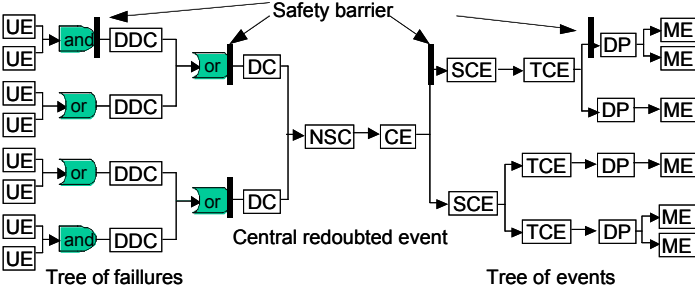 Safety barrier
UE
UE
and
DDC
UE
UE
or
DDC
or
DC
UE
UE
or
DDC
UE
UE
and
DDC
or
DC
NSC
CE
SCE
TCE
DP
ME
ME
DP
ME
SCE
TCE
DP
ME
TCE
DP
ME
ME
Central redoubted event
Tree of faillures
Tree of events